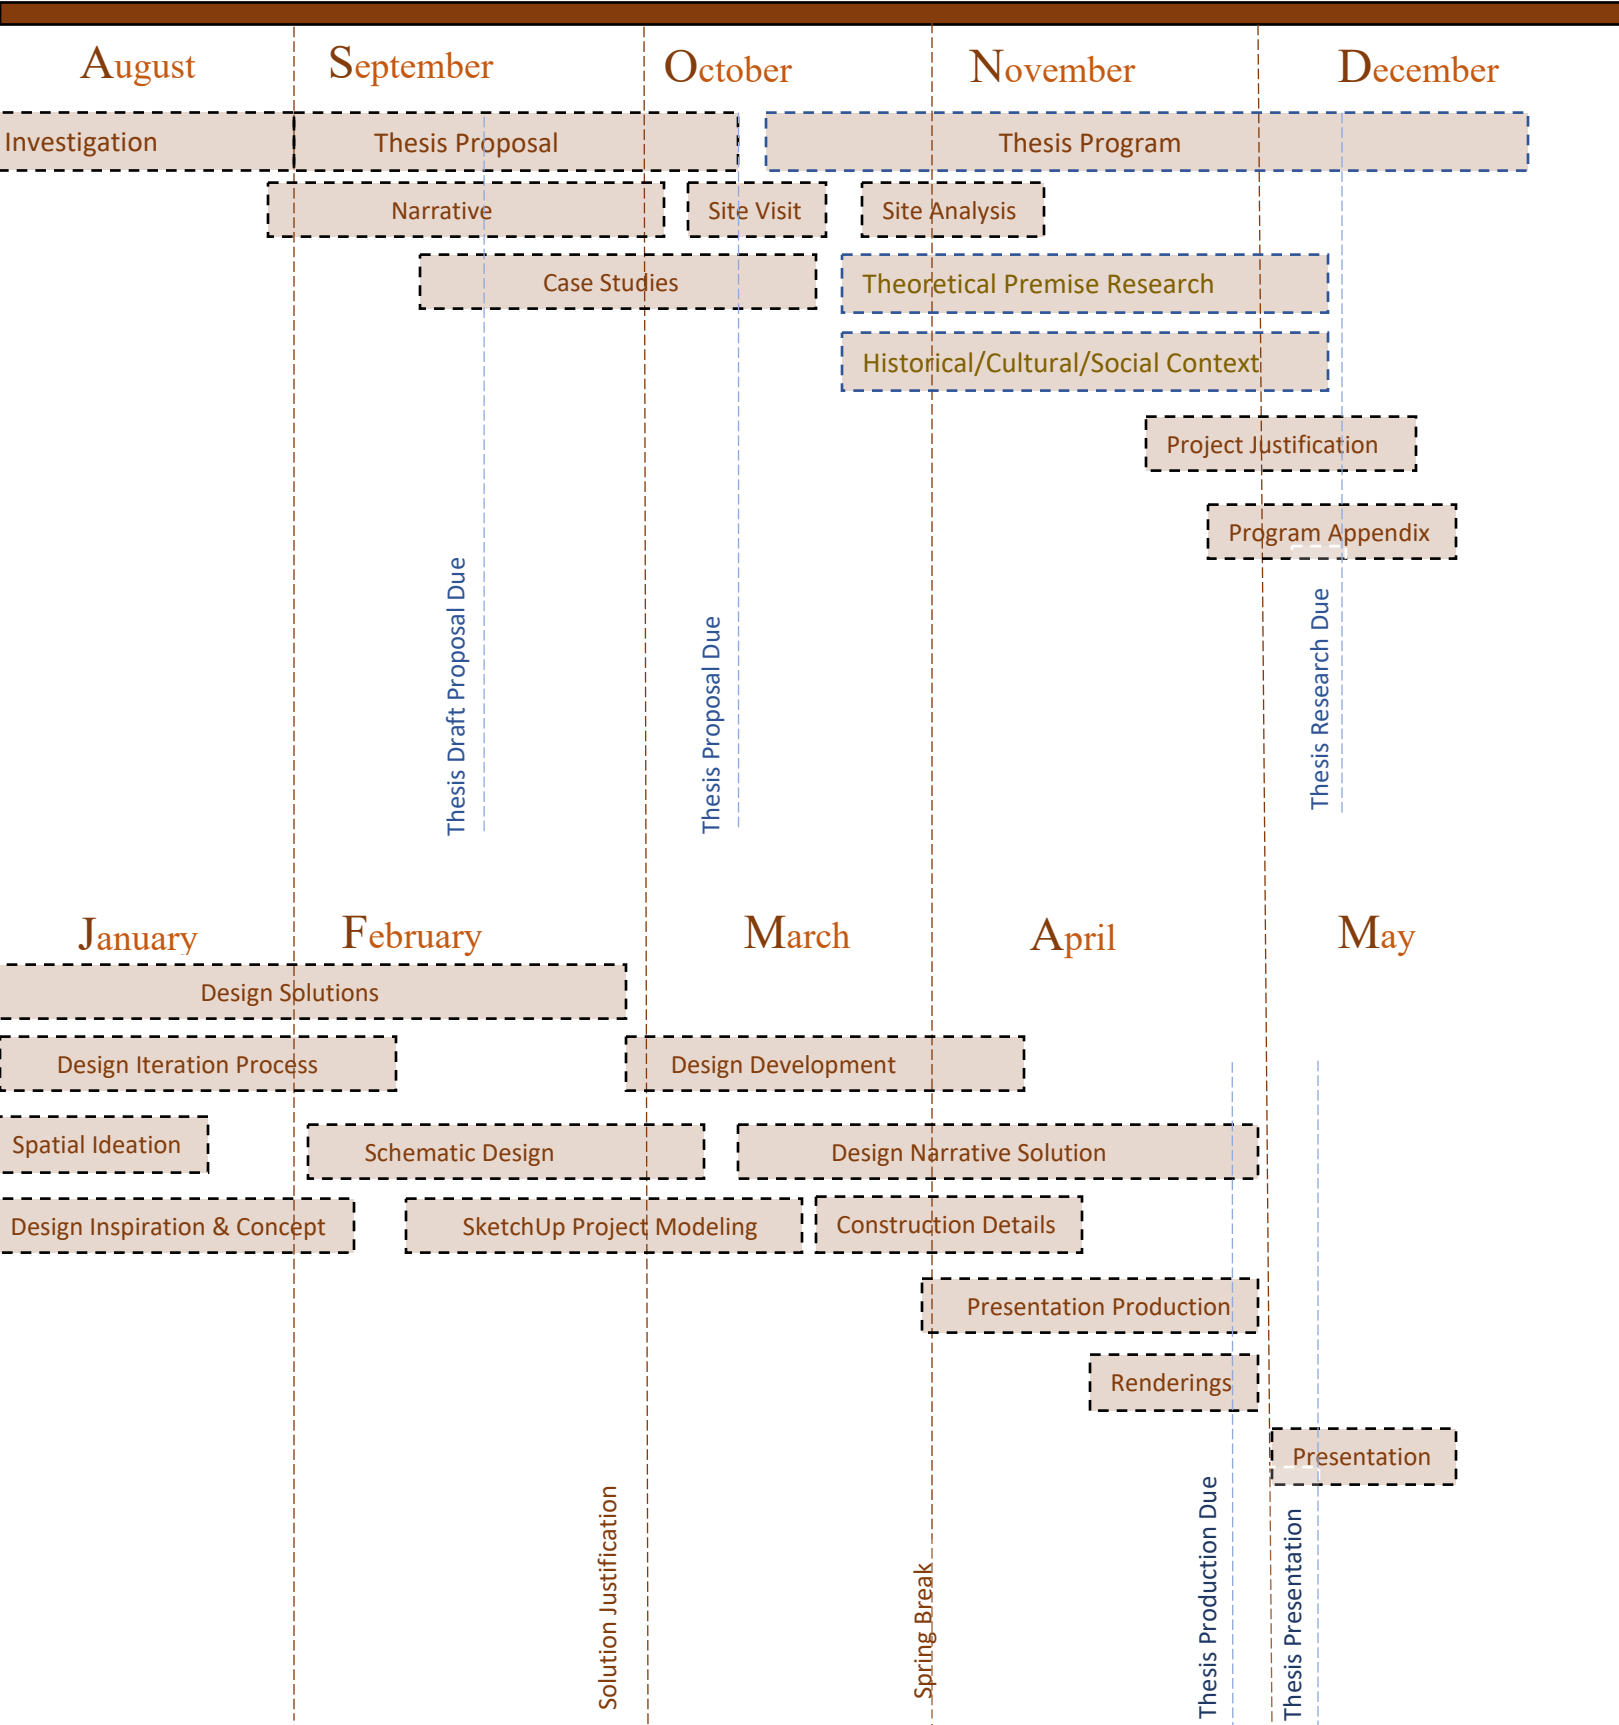 August
September
October
November
December
Investigation
Thesis Proposal
Thesis Program
Narrative
Site Visit
Site Analysis
Case Studies
Theoretical Premise Research
Historical/Cultural/Social Context
Project Justification
Program Appendix
Thesis Draft Proposal Due
Thesis Proposal Due
Thesis Research Due
January
February
March
April
May
Design Solutions
Design Iteration Process
Design Development
Spatial Ideation
Schematic Design
Design Narrative Solution
Design Inspiration & Concept
SketchUp Project Modeling
Construction Details
Presentation Production
Renderings
Presentation
Solution Justification
Spring Break
Thesis Production Due
Thesis Presentation